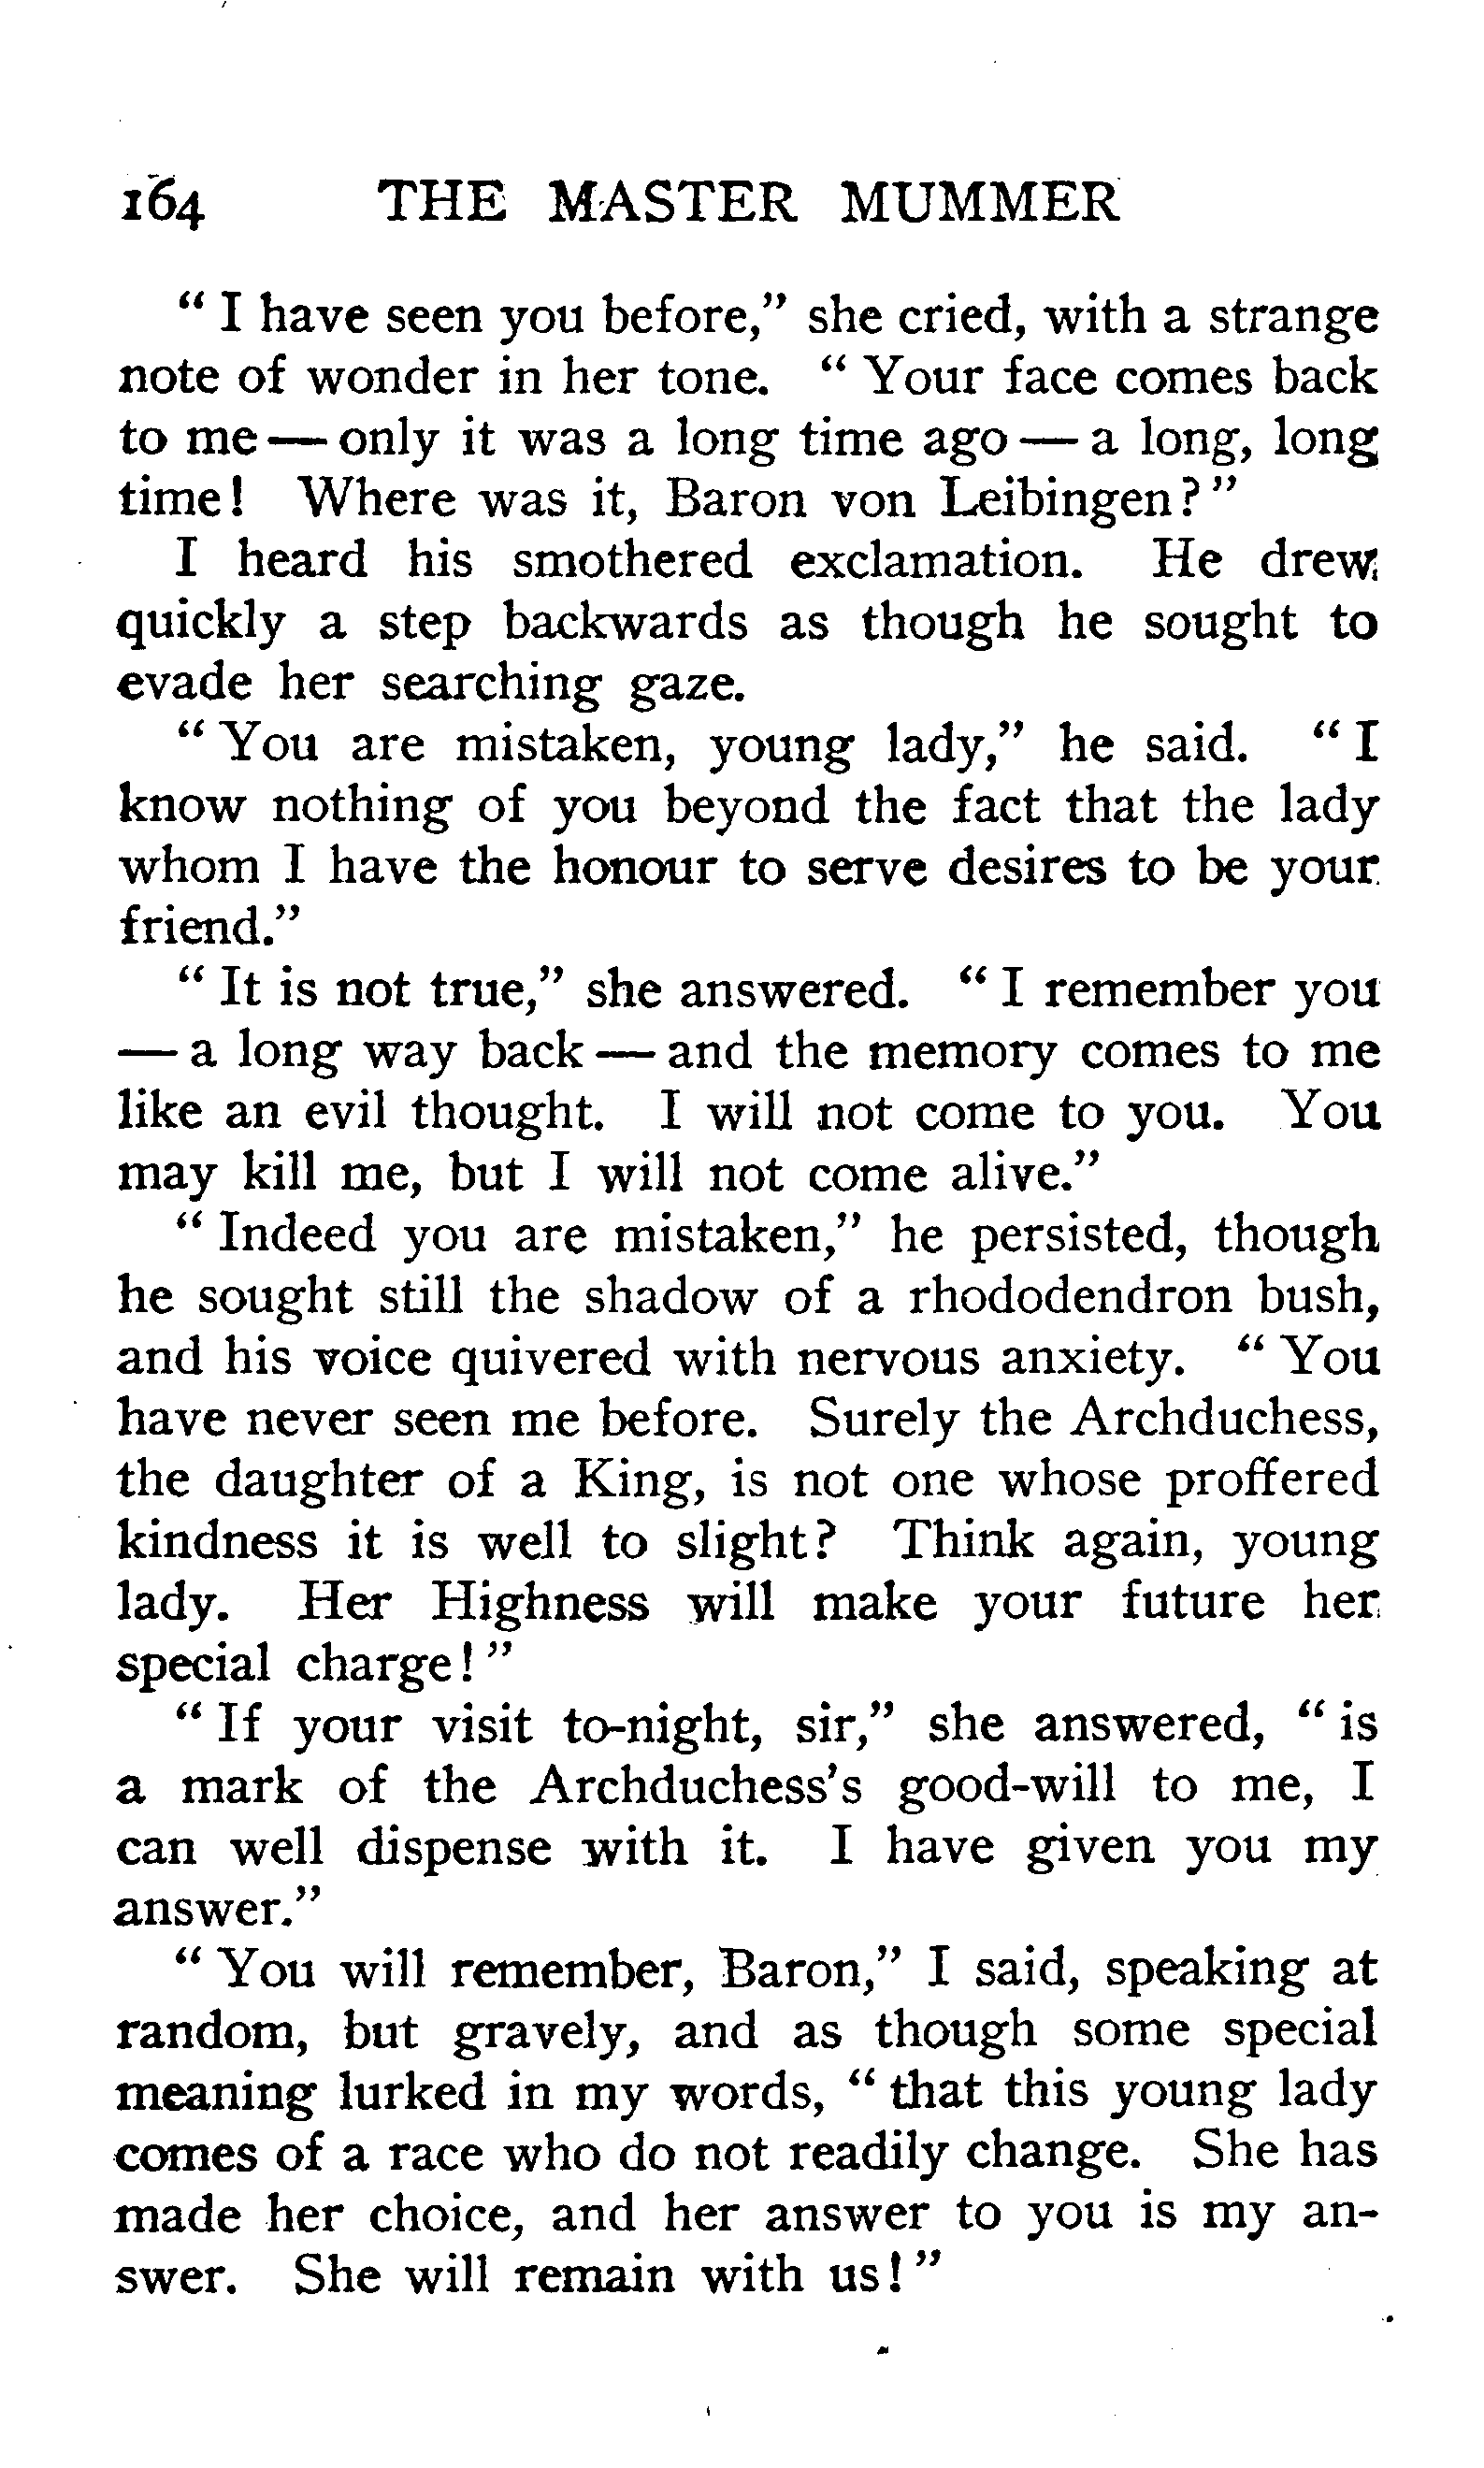 164 THE MASTER MUMMER
" I have seen you before," she cried, with a strange
note of wonder in her tone. " Your face comes back
to me — only it was a long time ago — a long, long
time! Where was it, Baron von Leibingen? "
I heard his smothered exclamation. He drew
quickly a step backwards as though he sought to
evade her searching gaze.
" You are mistaken, young lady," he said. " I
know nothing of you beyond the fact that the lady
whom I have the honour to serve desires to be your
friend."
" It is not true," she answered. " I remember you
— a long way back — and the memory comes to me
like an evil thought. I will not come to you. You
may kill me, but I will not come alive."
" Indeed you are mistaken," he persisted, though
he sought still the shadow of a rhododendron bush,
and his voice quivered with nervous anxiety. " You
have never seen me before. Surely the Archduchess,
the daughter of a King, is not one whose proffered
kindness it is well to slight? Think again, young
lady. Her Highness will make your future her
special charge! "
" If your visit to-night, sir," she answered, " is
a mark of the Archduchess's good-will to me, I
can well dispense with it. I have given you my
answer."
" You will remember, Baron," I said, speaking at
random, but gravely, and as though some special
meaning lurked in my words, " that this young lady
comes of a race who do not readily change. She has
made her choice, and her answer to you is my an-
swer. She will remain with us! "